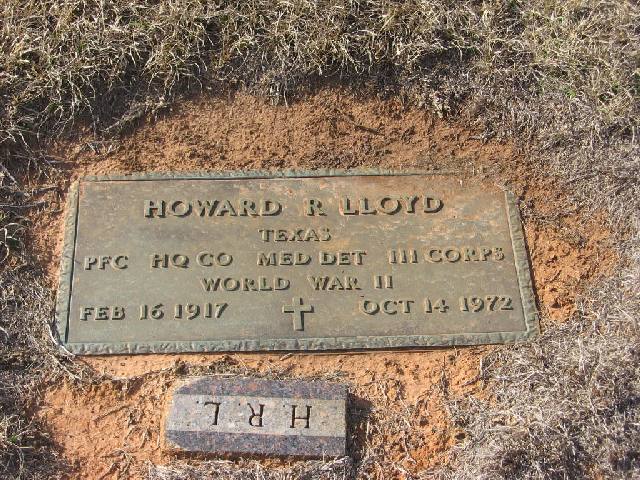 HOWARD R LLOYD
TEXAS
PFC HQ CO MED DET III CORPS
WORLD WAR II
FEB 16 1917 OCT 14 1972
H.R.L.